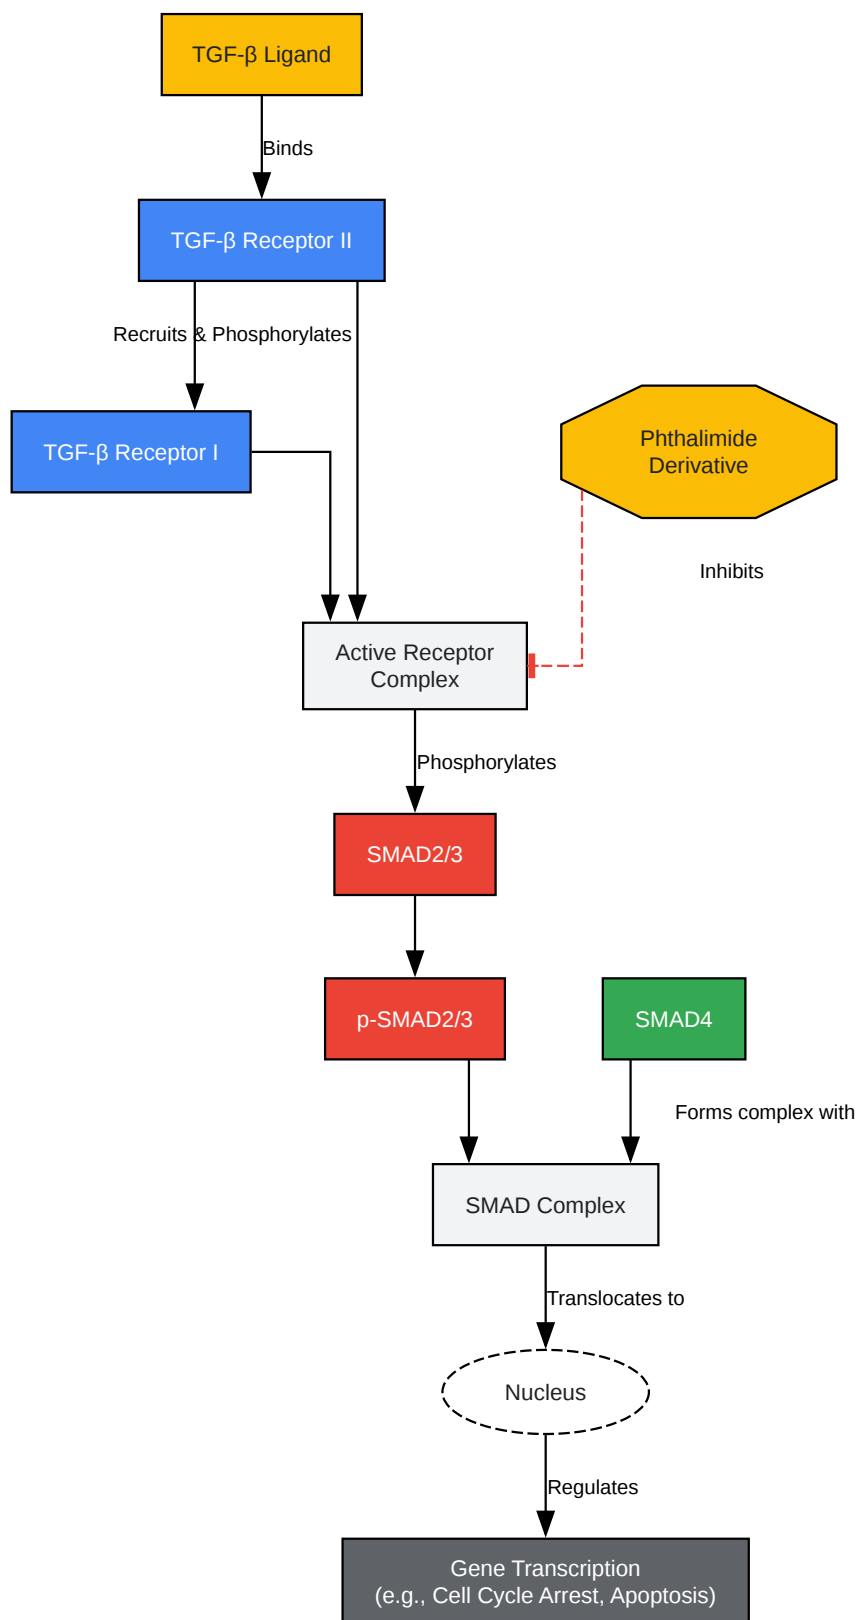 TGF-β Ligand
Binds
TGF-β Receptor II
Recruits & Phosphorylates
TGF-β Receptor I
Phthalimide
Derivative
Inhibits
Active Receptor
Complex
Phosphorylates
SMAD2/3
p-SMAD2/3
SMAD4
Forms complex with
SMAD Complex
Translocates to
Nucleus
Regulates
Gene Transcription
(e.g., Cell Cycle Arrest, Apoptosis)